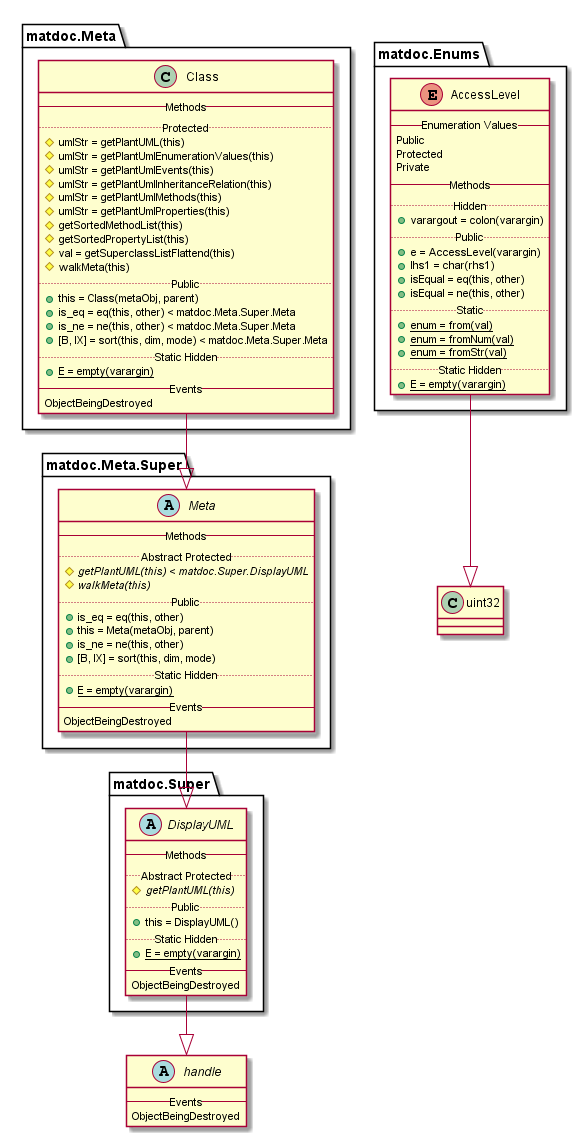 matdoc.Meta
C Class
Methods
Protected
umlStr = getPlantUML(this)
umlStr = getPlantUmlEnumerationValues(this)
umlStr = getPlantUmlEvents(this)
umlStr = getPlantUmlInheritanceRelation(this)
umlStr = getPlantUmlMethods(this)
umlStr = getPlantUmlProperties(this)
getSortedMethodList(this)
getSortedPropertyList(this)
val = getSuperclassListFlattend(this)
walkMeta(this)
Public
this = Class(metaObj, parent)
is_eq = eq(this, other) < matdoc.Meta.Super.Meta
is_ne = ne(this, other) < matdoc.Meta.Super.Meta
[B, IX] = sort(this, dim, mode) < matdoc.Meta.Super.Meta
Static Hidden
E = empty(varargin)
Events
ObjectBeingDestroyed
matdoc.Enums
E AccessLevel
Enumeration Values
Public
Protected
Private
Methods
Hidden
varargout = colon(varargin)
Public
e = AccessLevel(varargin)
lhs1 = char(rhs1)
isEqual = eq(this, other)
isEqual = ne(this, other)
Static
enum = from(val)
enum = fromNum(val)
enum = fromStr(val)
Static Hidden
E = empty(varargin)
matdoc.Meta.Super
A Meta
Methods
Abstract Protected
getPlantUML(this) < matdoc.Super.DisplayUML
walkMeta(this)
Public
is_eq = eq(this, other)
this = Meta(metaObj, parent)
is_ne = ne(this, other)
[B, IX] = sort(this, dim, mode)
Static Hidden
E = empty(varargin)
Events
ObjectBeingDestroyed
C uint32
matdoc.Super
A DisplayUML
Methods
Abstract Protected
getPlantUML(this)
Public
this = DisplayUML()
Static Hidden
E = empty(varargin)
Events
ObjectBeingDestroyed
A handle
Events
ObjectBeingDestroyed